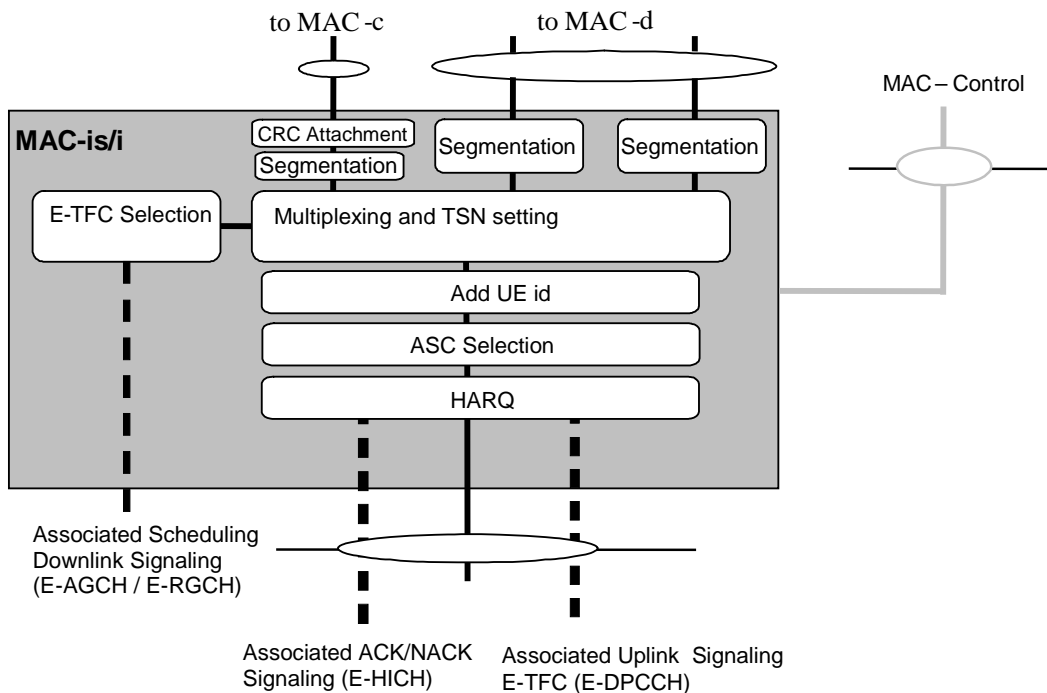 to MAC-c
to MAC-d
MAC – Control
MAC-is/i
CRC Attachment
Segmentation
Segmentation
Segmentation
E-TFC Selection
Multiplexing and TSN setting
Add UE id
ASC Selection
HARQ
Associated Scheduling
Downlink Signaling
(E-AGCH / E-RGCH)
Associated ACK/NACK
Signaling (E-HICH)
Associated Uplink Signaling
E-TFC (E-DPCCH)